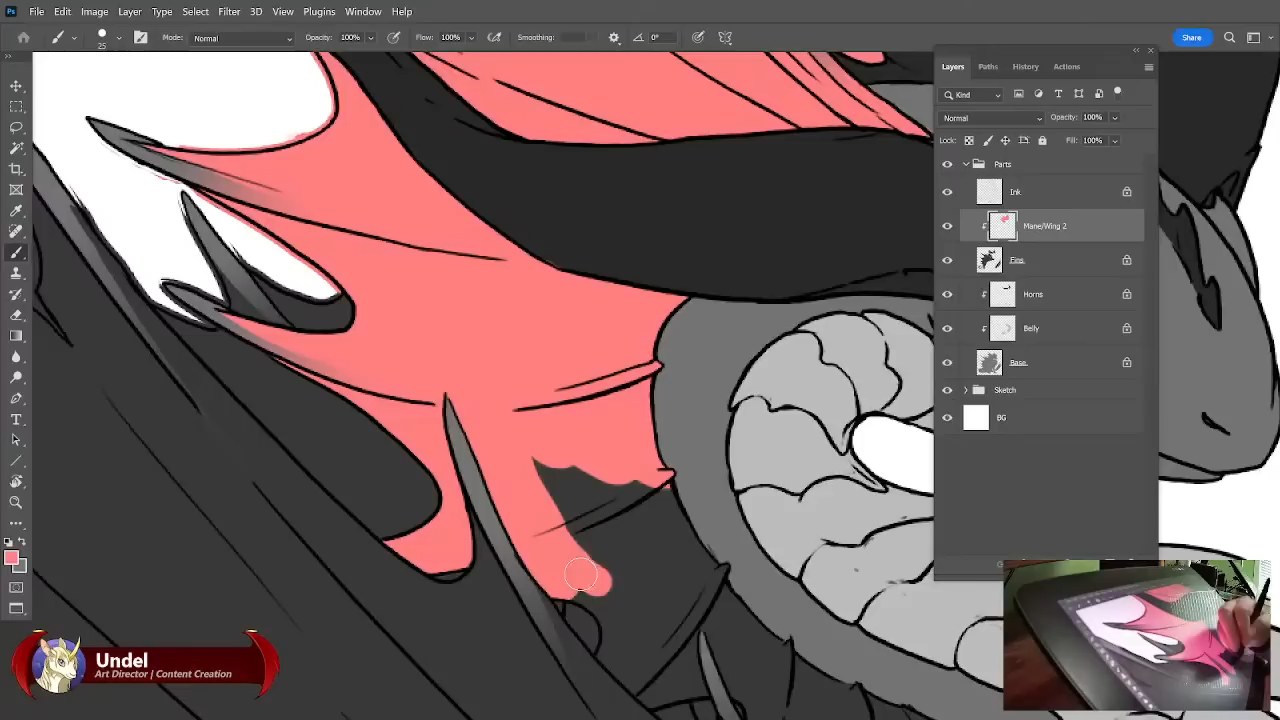 Ps File Edit Image Layer Type Select Filter 3D View Plugins Window Help
25 Mode: Normal Opacity: 100% Flow: 100% Smoothing: 0° Share
Layers Paths History Actions
Kind
Normal Opacity: 100%
Lock: Fill: 100%
Parts
Ink
Mane/Wing 2
Fins
Horns
Belly
Base
Sketch
BG
Undel
Art Director | Content Creation